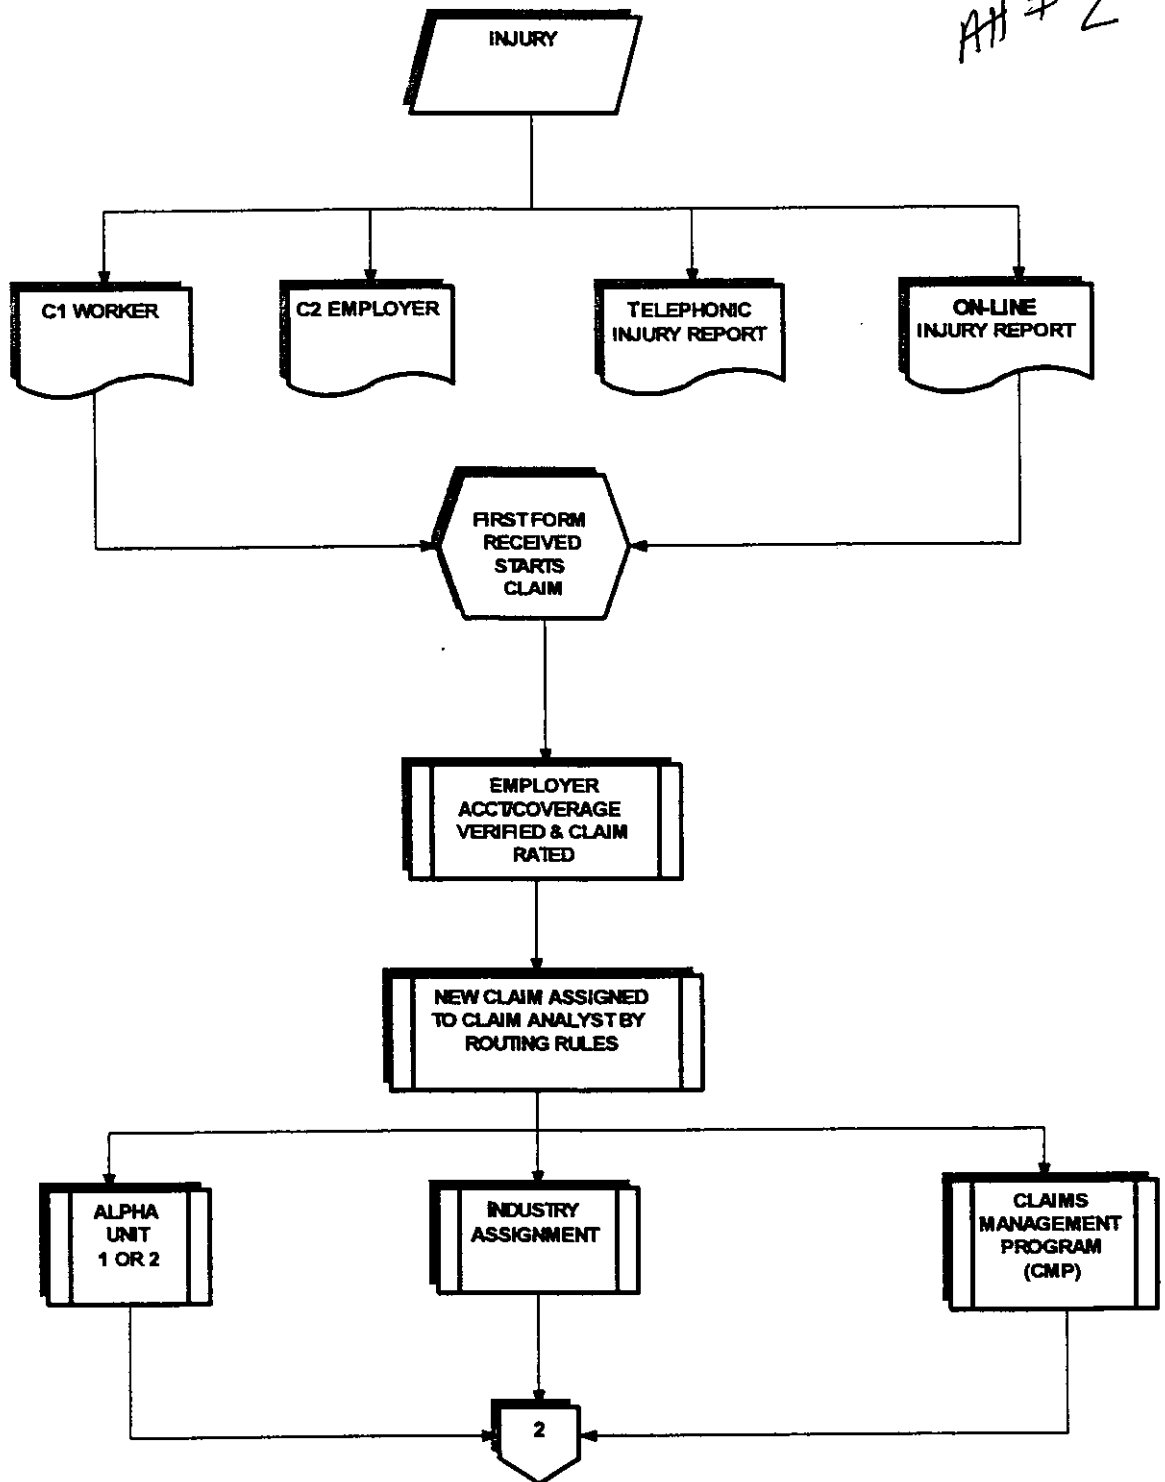 Att # 2
INJURY
C1 WORKER
C2 EMPLOYER
TELEPHONIC
INJURY REPORT
ON-LINE
INJURY REPORT
FIRST FORM
RECEIVED
STARTS
CLAIM
EMPLOYER
ACCT/COVERAGE
VERIFIED & CLAIM
RATED
NEW CLAIM ASSIGNED
TO CLAIM ANALYST BY
ROUTING RULES
ALPHA
UNIT
1 OR 2
INDUSTRY
ASSIGNMENT
CLAIMS
MANAGEMENT
PROGRAM
(CMP)
2